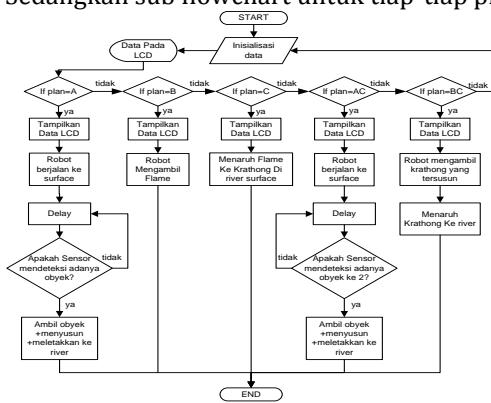 Sedangkan sub flowchart untuk tiap-tiap
START
Data Pada
LCD
Inisialisasi
data
If plan=A
tidak
If plan=B
tidak
If plan=C
tidak
If plan=AC
tidak
If plan=BC
tidak
ya
ya
ya
ya
ya
Tampilkan
Data LCD
Tampilkan
Data LCD
Tampilkan
Data LCD
Tampilkan
Data LCD
Tampilkan
Data LCD
Robot
berjalan ke
surface
Robot
Mengambil
Flame
Menaruh Flame
Ke Krathong Di
river surface
Robot
berjalan ke
surface
Robot mengambil
krathong yang
tersusun
Delay
Delay
Menaruh
Krathong Ke river
Apakah Sensor
mendeteksi adanya
obyek?
tidak
Apakah Sensor
mendeteksi adanya
obyek ke 2?
tidak
ya
ya
Ambil obyek
+menyusun
+meletakkan ke
river
Ambil obyek
+menyusun
+meletakkan ke
river
END